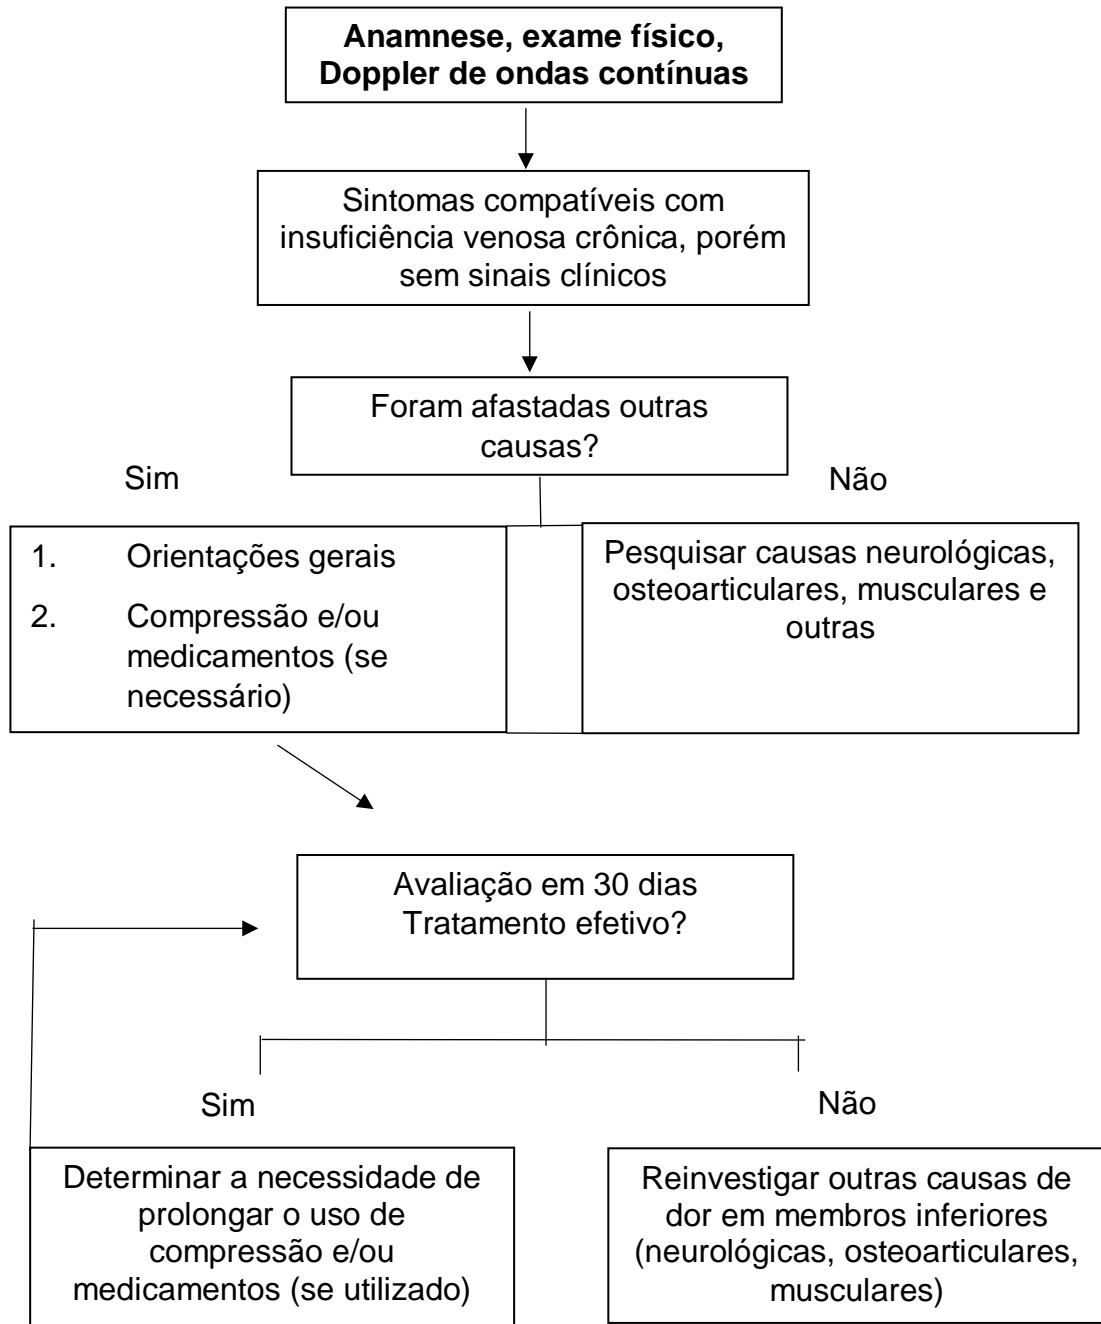 Anamnese, exame físico,
Doppler de ondas contínuas
Sintomas compatíveis com
insuficiência venosa crônica, porém
sem sinais clínicos
Foram afastadas outras
causas?
Sim
Não
1. Orientações gerais
2. Compressão e/ou
medicamentos (se
necessário)
Pesquisar causas neurológicas,
osteoarticulares, musculares e
outras
Avaliação em 30 dias
Tratamento efetivo?
Sim
Não
Determinar a necessidade de
prolongar o uso de
compressão e/ou
medicamentos (se utilizado)
Reinvestigar outras causas de
dor em membros inferiores
(neurológicas, osteoarticulares,
musculares)